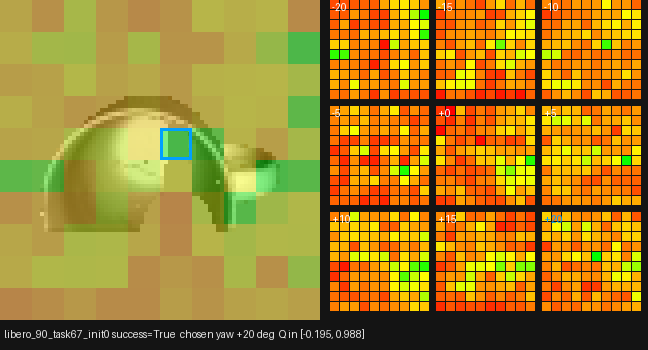 -20 -15 -10
-5 +0 +5
+10 +15 +20
libero_90_task67_init0 success=True chosen yaw +20 deg Q in [-0.195, 0.988]